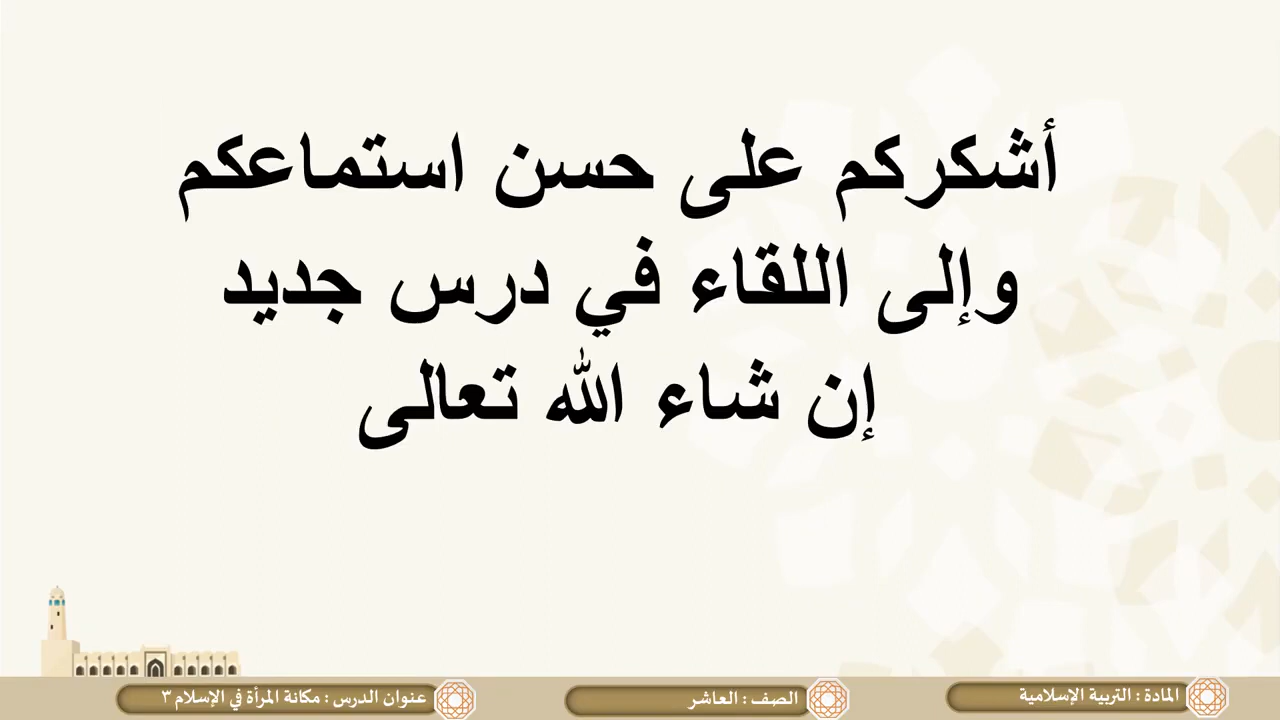 أشكركم على حسن استماعكم
وإلى اللقاء في درس جديد
إن شاء الله تعالى
المادة : التربية الإسلامية
الصف : العاشر
عنوان الدرس : مكانة المرأة في الإسلام ٣